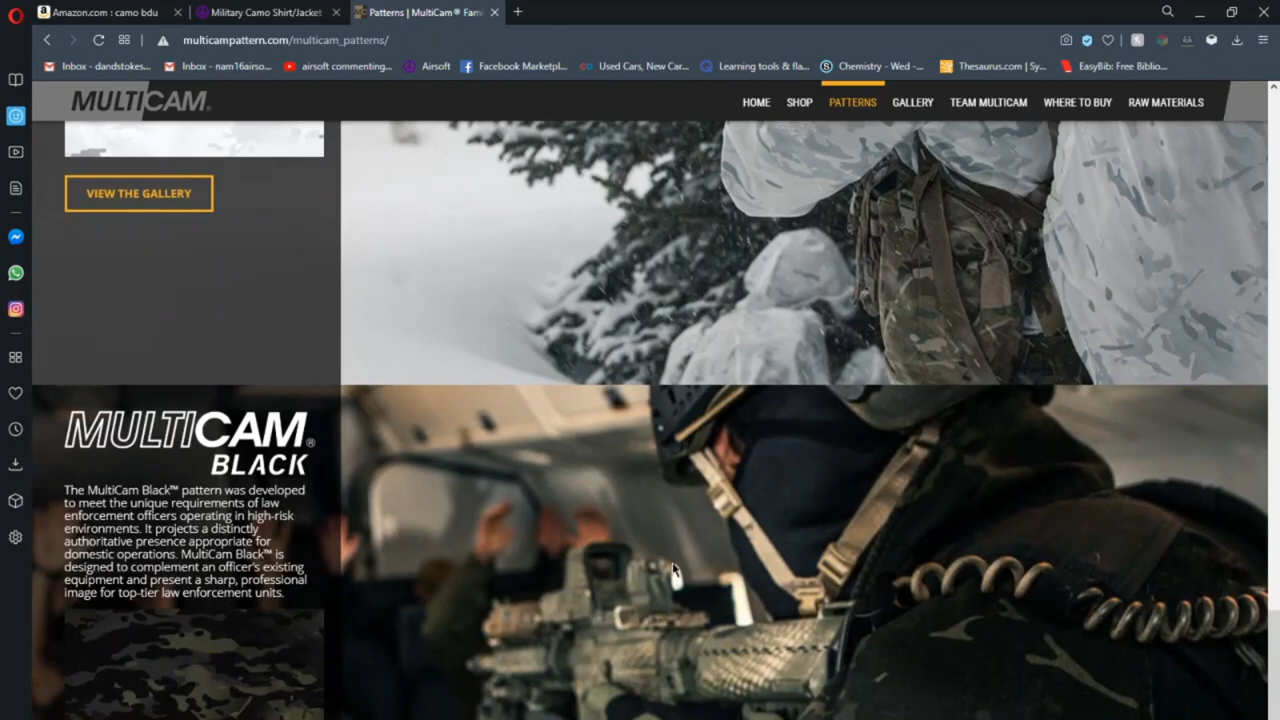 Amazon.com : camo bdu
Military Camo Shirt/Jacket
Patterns | MultiCam® Fami
multicampattern.com/multicam_patterns/
Inbox - dandstokes...
Inbox - nam16airso...
airsoft commenting...
Airsoft
Facebook Marketpl...
Used Cars, New Car...
Learning tools & fla...
Chemistry - Wed -...
Thesaurus.com | Sy...
EasyBib: Free Biblio...
MULTICAM®
HOME
SHOP
PATTERNS
GALLERY
TEAM MULTICAM
WHERE TO BUY
RAW MATERIALS
VIEW THE GALLERY
MULTICAM®
BLACK
The MultiCam Black™ pattern was developed
to meet the unique requirements of law
enforcement officers operating in high-risk
environments. It projects a distinctly
authoritative presence appropriate for
domestic operations. MultiCam Black™ is
designed to complement an officer's existing
equipment and present a sharp, professional
image for top-tier law enforcement units.